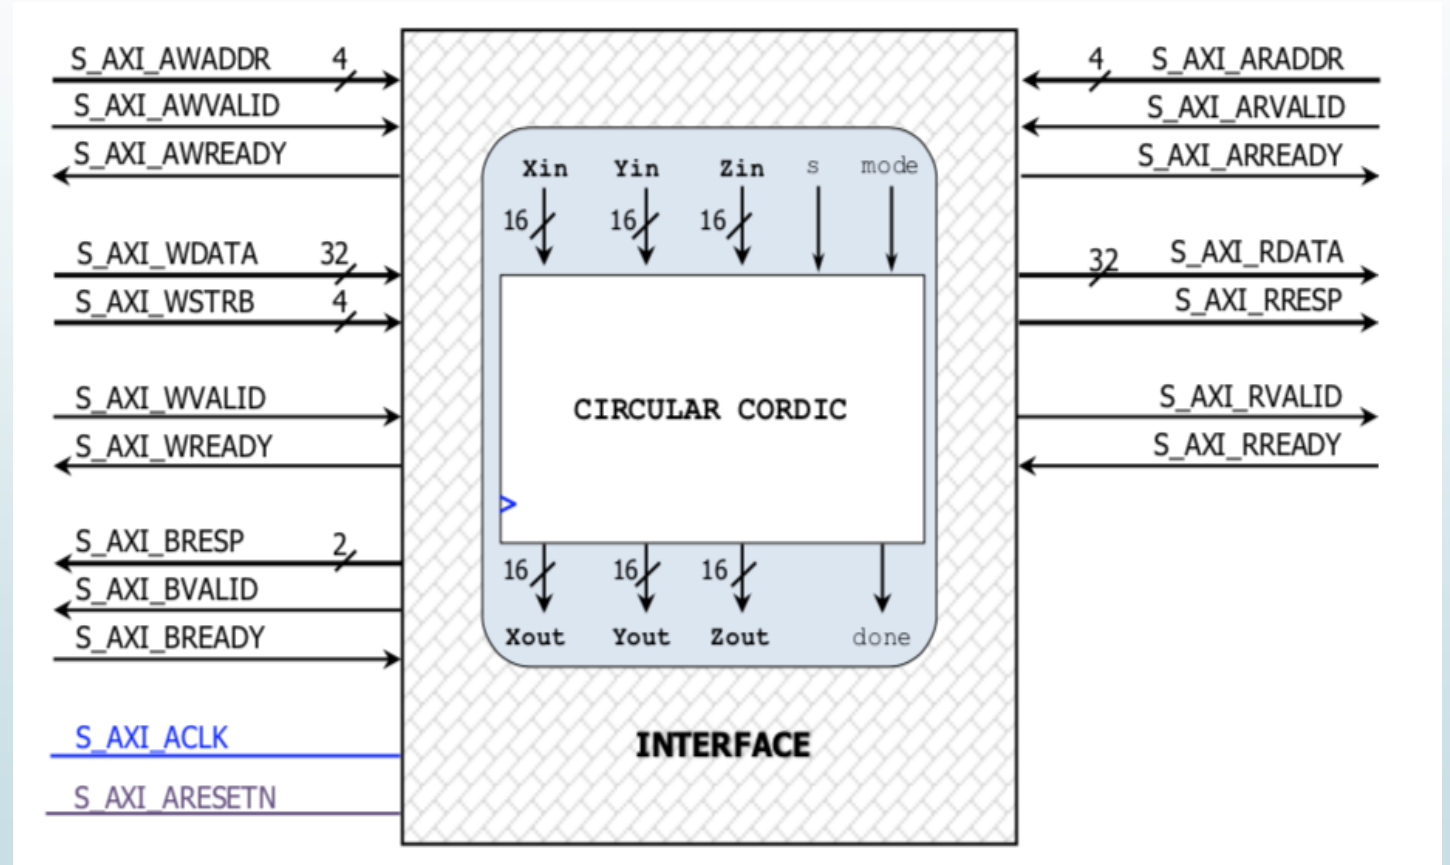 S_AXI_AWADDR 4
S_AXI_AWVALID
S_AXI_AWREADY
S_AXI_WDATA 32
S_AXI_WSTRB 4
S_AXI_WVALID
S_AXI_WREADY
S_AXI_BRESP 2
S_AXI_BVALID
S_AXI_BREADY
S_AXI_ACLK
S_AXI_ARESETN
Xin Yin Zin s mode
16 16 16
CIRCULAR CORDIC
>
16 16 16
Xout Yout Zout done
INTERFACE
4 S_AXI_ARADDR
S_AXI_ARVALID
S_AXI_ARREADY
32 S_AXI_RDATA
S_AXI_RRESP
S_AXI_RVALID
S_AXI_RREADY